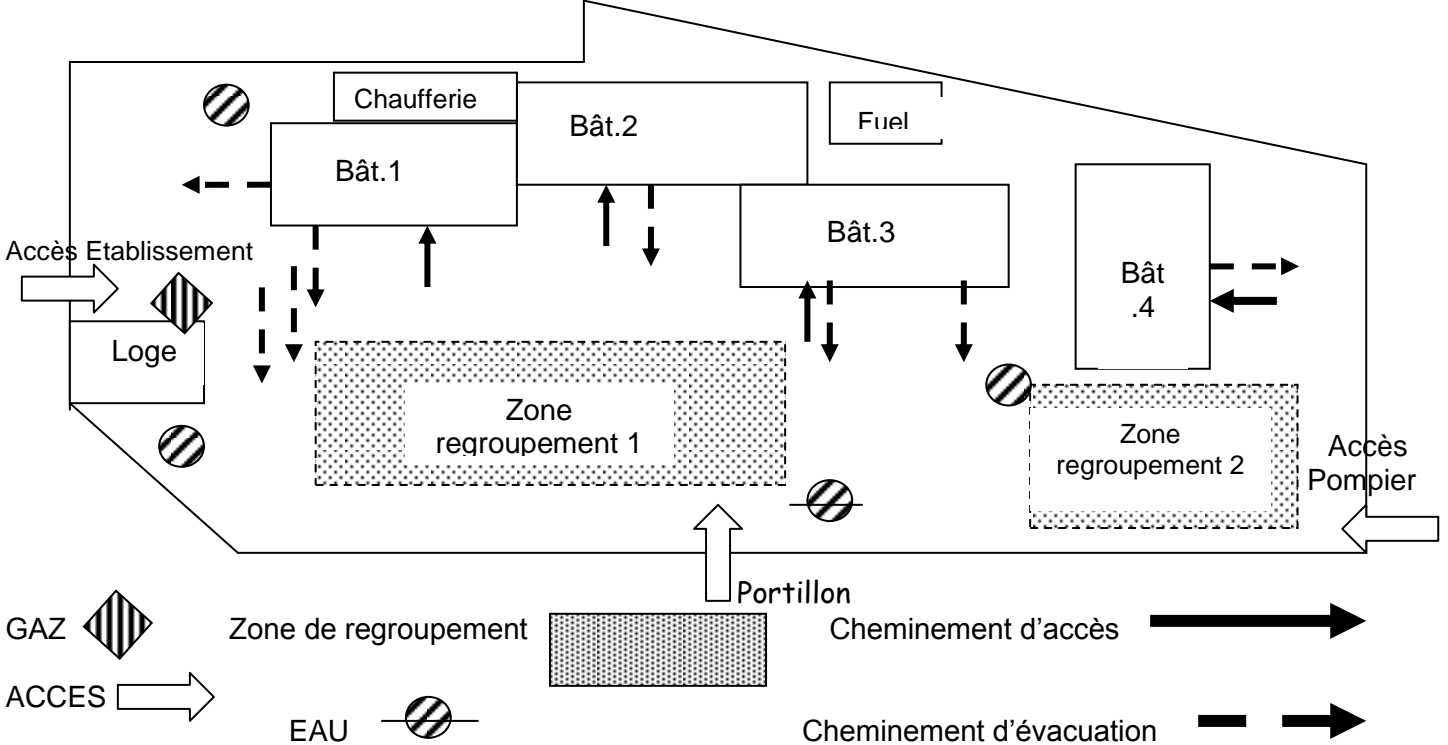 Chaufferie
Bât.2
Fuel
Bât.1
Bât.3
Accès Etablissement
Bât
.4
Loge
Zone
regroupement 1
Zone
regroupement 2
Accès
Pompier
Portillon
GAZ
Zone de regroupement
Cheminement d’accès
ACCES
EAU
Cheminement d’évacuation